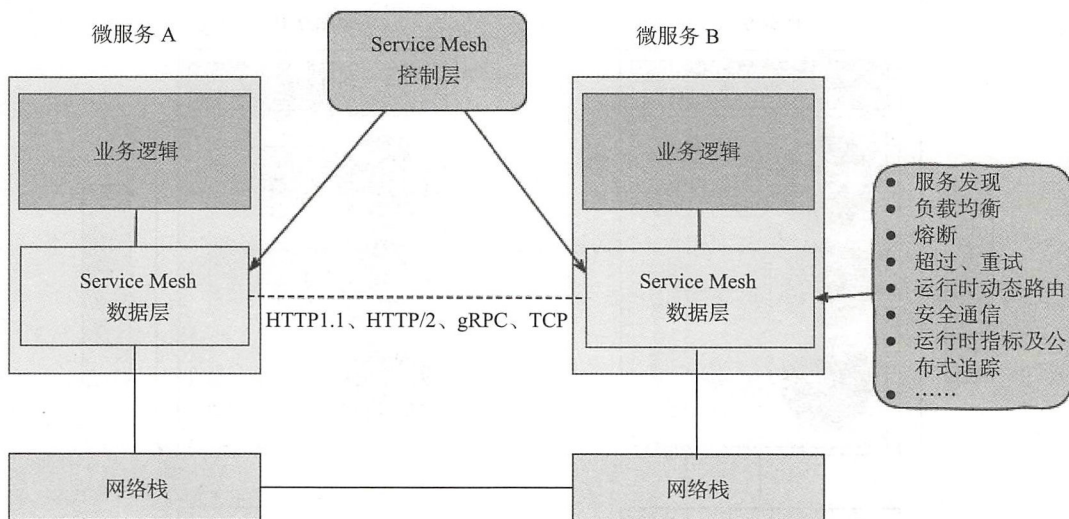 微服务 A
Service Mesh
控制层
微服务 B
业务逻辑
业务逻辑
Service Mesh
数据层
HTTP1.1、HTTP/2、gRPC、TCP
Service Mesh
数据层
● 服务发现
● 负载均衡
● 熔断
● 超过、重试
● 运行时动态路由
● 安全通信
● 运行时指标及公
布式追踪
● ……
网络栈
网络栈